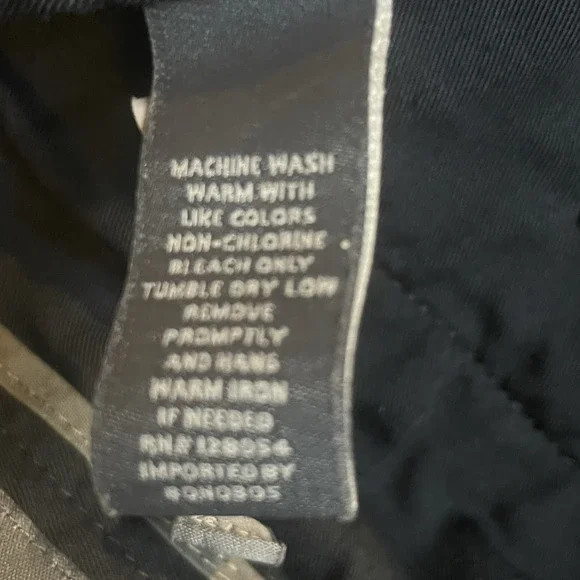 MACHINE WASH
WARM WITH
LIKE COLORS
NON-CHLORINE
BLEACH ONLY
TUMBLE DRY LOW
REMOVE
PROMPTLY
AND HANG
WARM IRON
IF NEEDED
RN# 128054
IMPORTED BY
BONOBOS